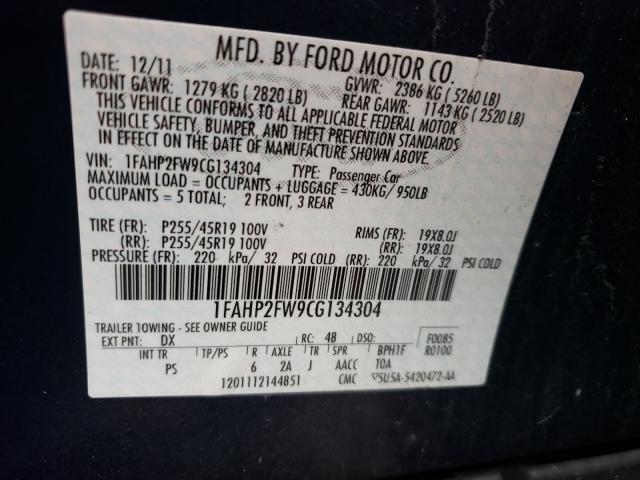 MFD. BY FORD MOTOR CO.
DATE: 12/11 GVWR: 2386 KG (5260 LB)
FRONT GAWR: 1279 KG (2820 LB) REAR GAWR: 1143 KG (2520 LB)
THIS VEHICLE CONFORMS TO ALL APPLICABLE FEDERAL MOTOR
VEHICLE SAFETY, BUMPER, AND THEFT PREVENTION STANDARDS
IN EFFECT ON THE DATE OF MANUFACTURE SHOWN ABOVE.
VIN: 1FAHP2FW9CG134304 TYPE: Passenger Car
MAXIMUM LOAD = OCCUPANTS + LUGGAGE = 430KG/950LB
OCCUPANTS = 5 TOTAL; 2 FRONT, 3 REAR
TIRE (FR): P255/45R19 100V RIMS (FR): 19X8.0J
(RR): P255/45R19 100V (RR): 19X8.0J
PRESSURE (FR): 220 kPa/ 32 PSI COLD (RR): 220 kPa/ 32 PSI COLD
1FAHP2FW9CG134304
TRAILER TOWING - SEE OWNER GUIDE
EXT PNT: DX RC: 48 DSO: F0085
INT TR TP/PS R AXLE TR SPR BPH1F R0100
PS 6 2A J AACC TOA
1201112144851 CMC 5U5A-5420472-AA